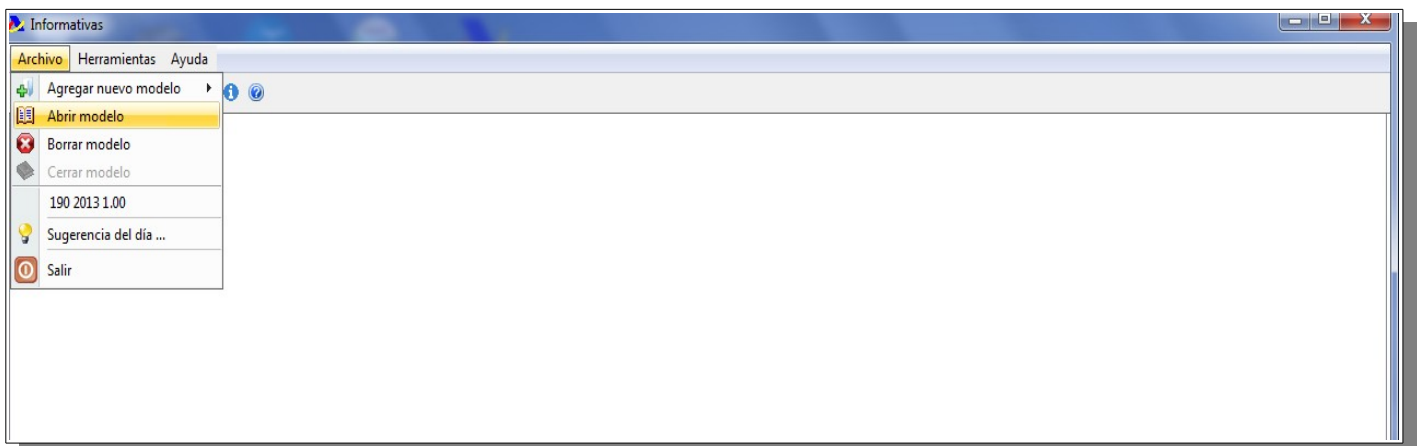 Informativas
Archivo Herramientas Ayuda
Agregar nuevo modelo
Abrir modelo
Borrar modelo
Cerrar modelo
190 2013 1.00
Sugerencia del día ...
Salir